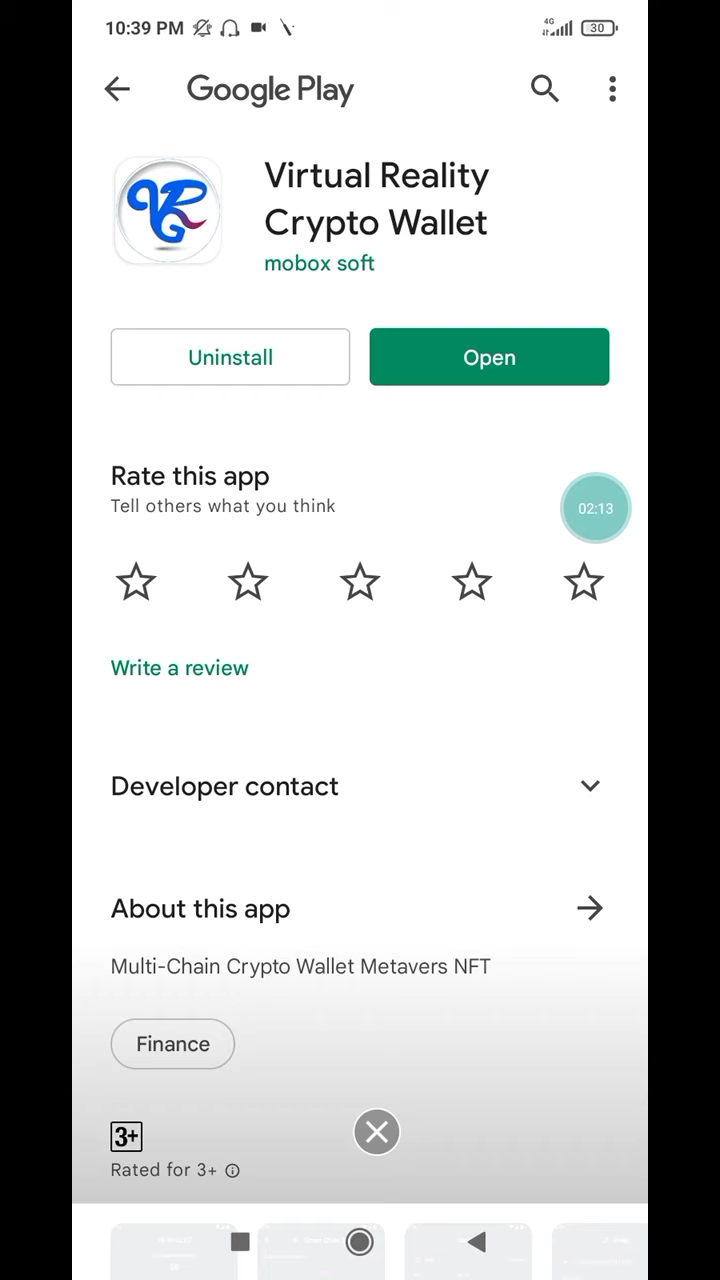 10:39 PM
4G
30
Google Play
Virtual Reality
Crypto Wallet
mobox soft
Uninstall
Open
Rate this app
Tell others what you think
02:13
Write a review
Developer contact
About this app
Multi-Chain Crypto Wallet Metavers NFT
Finance
3+
Rated for 3+